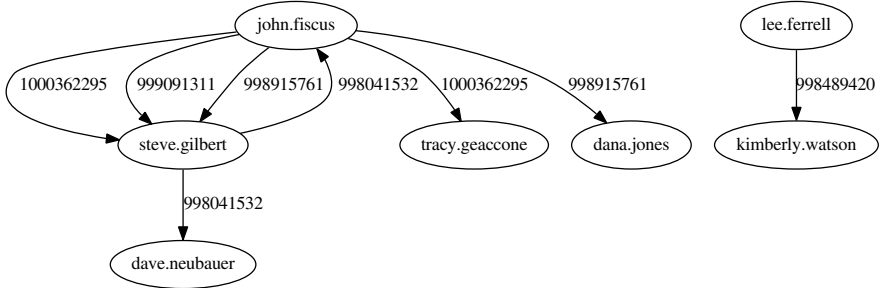 john.fiscus
lee.ferrell
1000362295
999091311
998915761
998041532
1000362295
998915761
998489420
steve.gilbert
tracy.geaccone
dana.jones
kimberly.watson
998041532
dave.neubauer